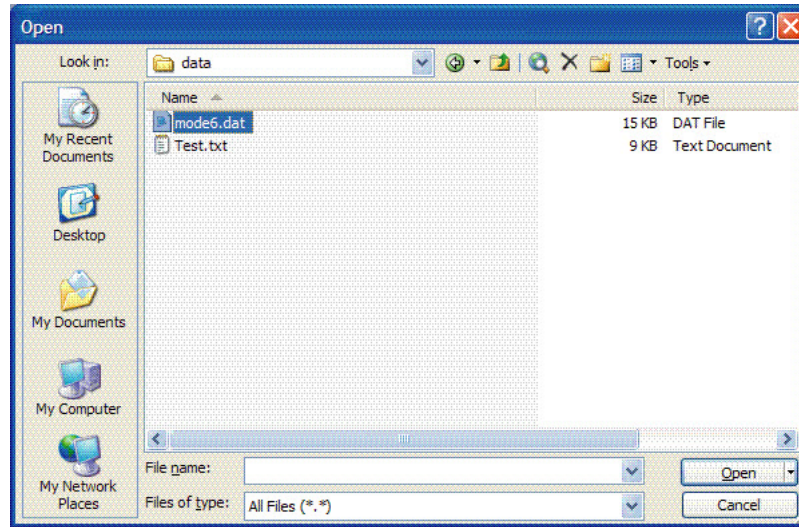 Open
Look in: data Tools
Name Size Type
mode6.dat 15 KB DAT File
Test.txt 9 KB Text Document
My Recent
Documents
Desktop
My Documents
My Computer
My Network
Places
File name: Open
Files of type: All Files (*.*) Cancel